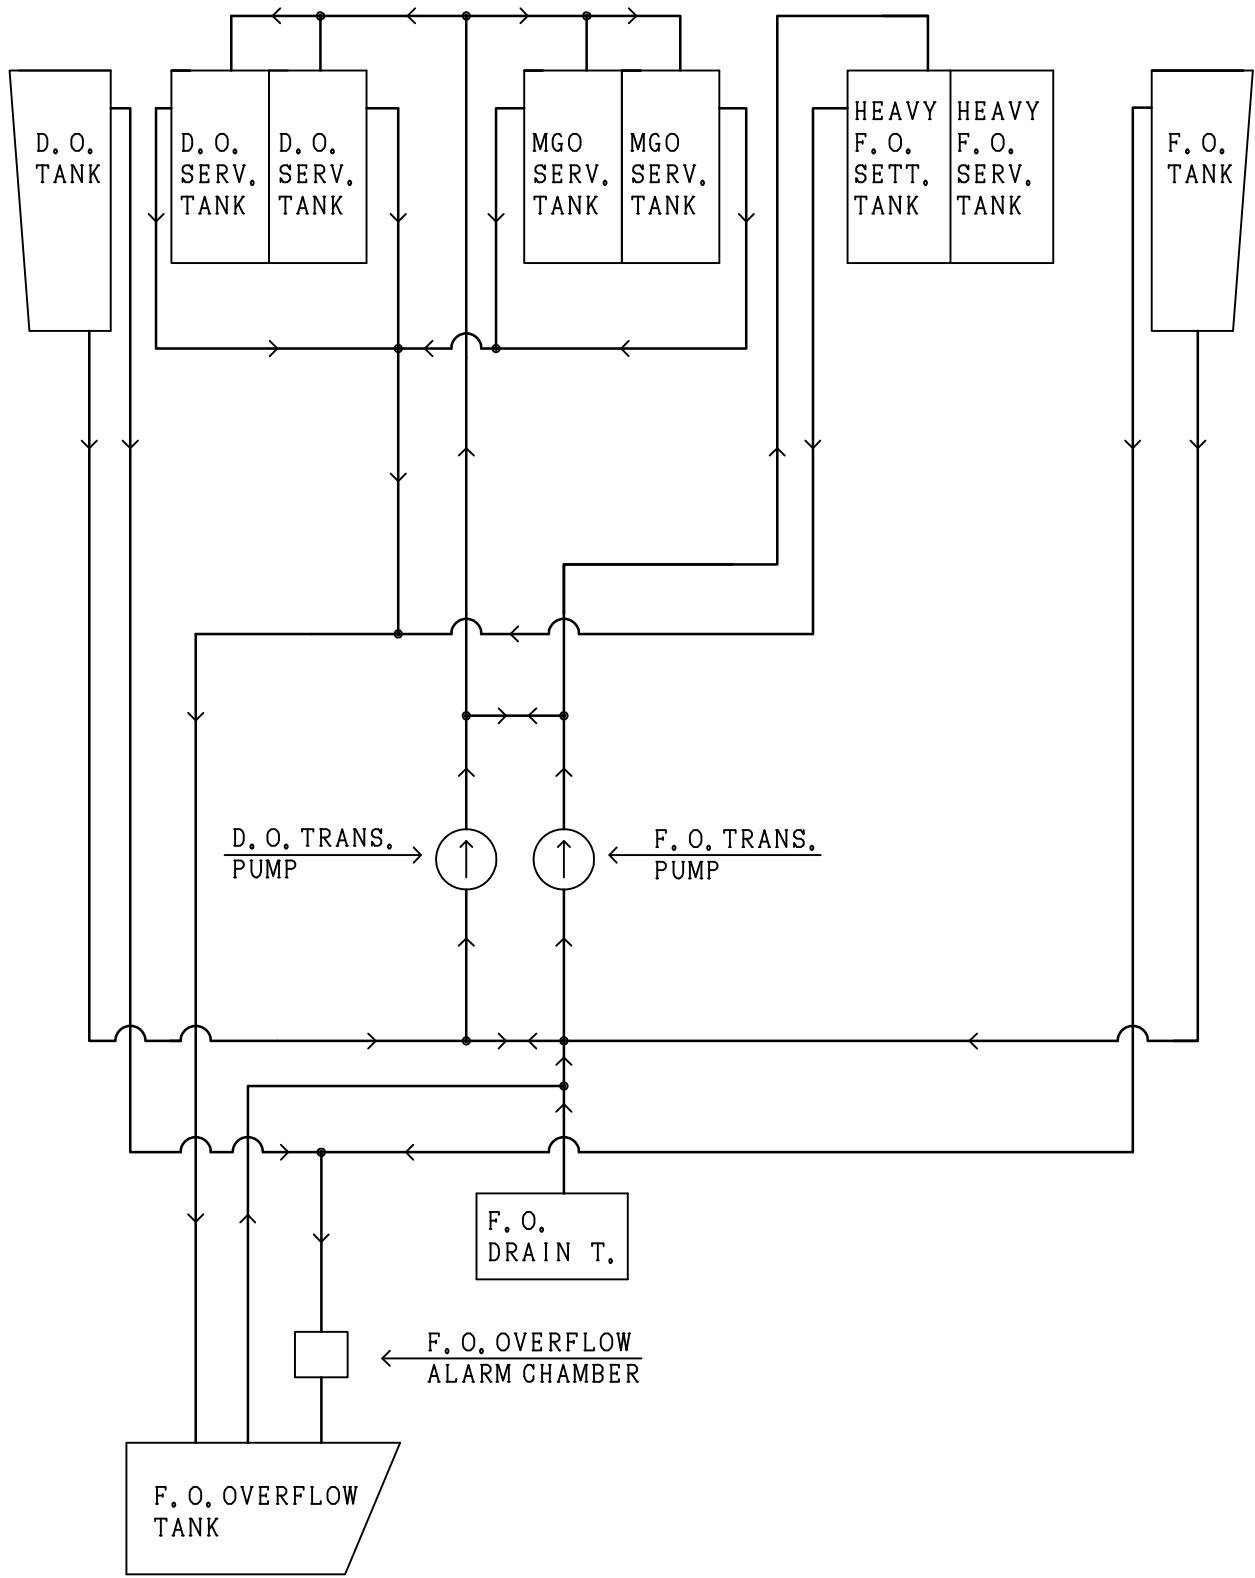 D. O.
TANK
D. O.
SERV.
TANK
D. O.
SERV.
TANK
MGO
SERV.
TANK
MGO
SERV.
TANK
HEAVY
F. O.
SETT.
TANK
HEAVY
F. O.
SERV.
TANK
F. O.
TANK
D. O. TRANS.
PUMP
F. O. TRANS.
PUMP
F. O.
DRAIN T.
F. O. OVERFLOW
ALARM CHAMBER
F. O. OVERFLOW
TANK